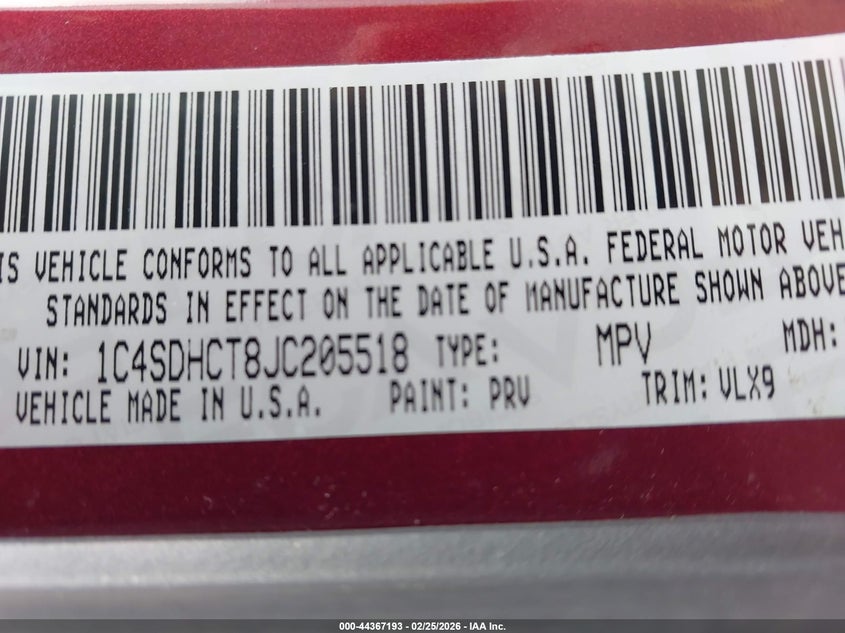 IS VEHICLE CONFORMS TO ALL APPLICABLE U.S.A. FEDERAL MOTOR VEH
STANDARDS IN EFFECT ON THE DATE OF MANUFACTURE SHOWN ABOVE
VIN: 1C4SDHCT8JC205518 TYPE: MPV MDH:
VEHICLE MADE IN U.S.A. PAINT: PRV TRIM: VLX9
000-44367193 - 02/25/2026 - IAA Inc.